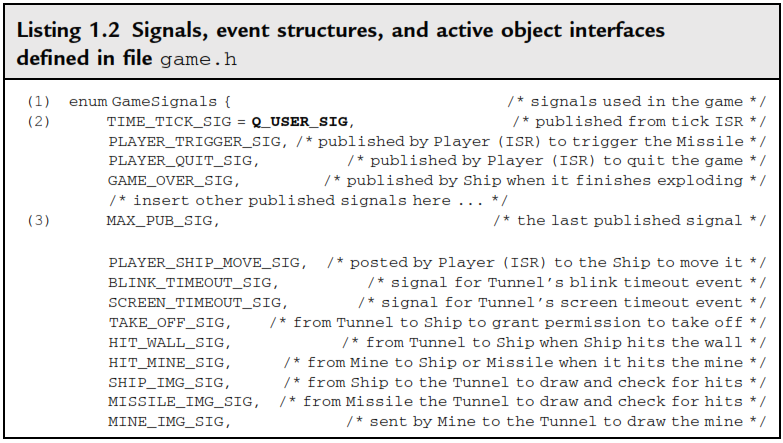 Listing 1.2 Signals, event structures, and active object interfaces
defined in file game.h
(1) enum GameSignals { /* signals used in the game */
(2) TIME_TICK_SIG = Q_USER_SIG, /* published from tick ISR */
PLAYER_TRIGGER_SIG, /* published by Player (ISR) to trigger the Missile */
PLAYER_QUIT_SIG, /* published by Player (ISR) to quit the game */
GAME_OVER_SIG, /* published by Ship when it finishes exploding */
/* insert other published signals here ... */
(3) MAX_PUB_SIG, /* the last published signal */
PLAYER_SHIP_MOVE_SIG, /* posted by Player (ISR) to the Ship to move it */
BLINK_TIMEOUT_SIG, /* signal for Tunnel's blink timeout event */
SCREEN_TIMEOUT_SIG, /* signal for Tunnel's screen timeout event */
TAKE_OFF_SIG, /* from Tunnel to Ship to grant permission to take off */
HIT_WALL_SIG, /* from Tunnel to Ship when Ship hits the wall */
HIT_MINE_SIG, /* from Mine to Ship or Missile when it hits the mine */
SHIP_IMG_SIG, /* from Ship to the Tunnel to draw and check for hits */
MISSILE_IMG_SIG, /* from Missile the Tunnel to draw and check for hits */
MINE_IMG_SIG, /* sent by Mine to the Tunnel to draw the mine */